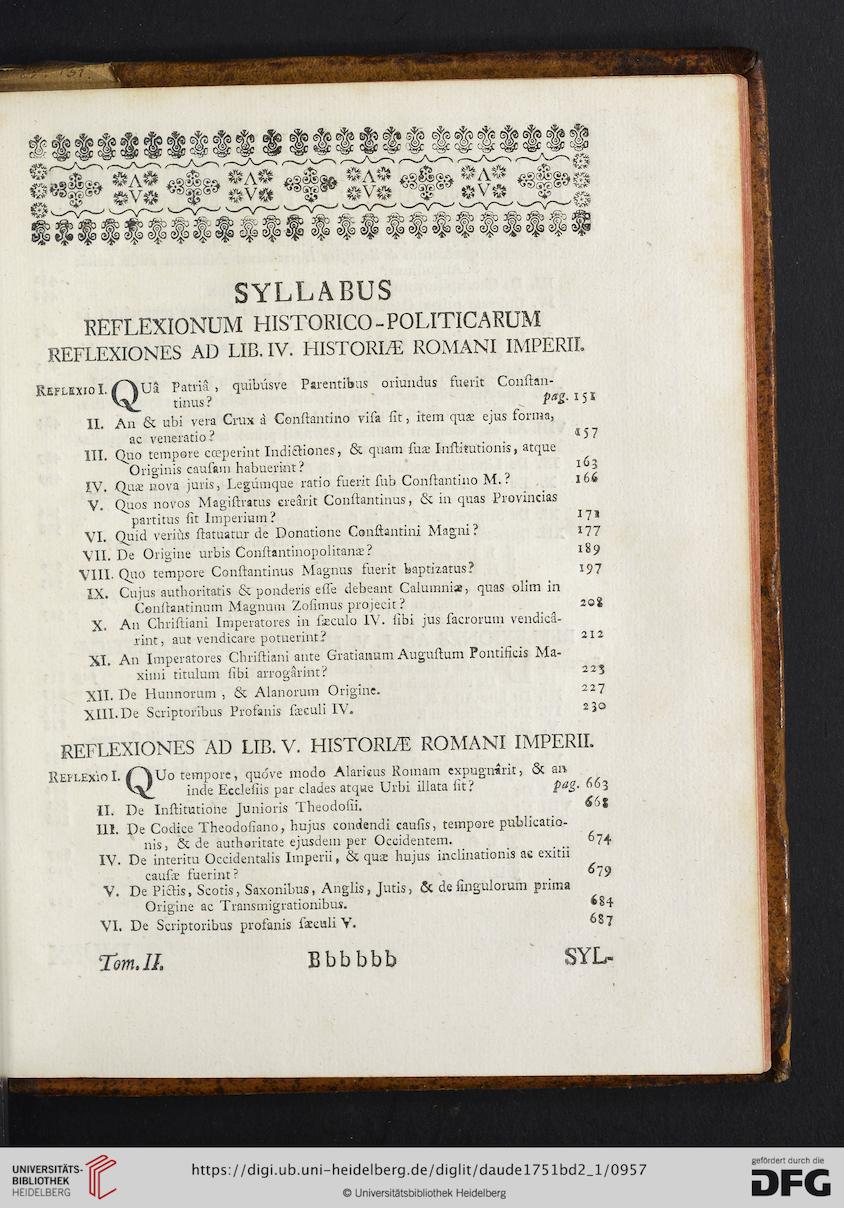 SYLLABUS
REFLEXIONUM HISTORICO-POLITICARUM
REFLEXIONES AD LIB. IV. HISTORIÆ ROMANI IMPERII.
REFLEXIO I. QUâ Patriâ, quibúsve Parentibus oriundus fuerit Conſtan-
tinus? pag. 151
II. An & ubi vera Crux à Conſtantino viſa ſit, item quæ ejus forma,
ac veneratio? 157
III. Quo tempore cœperint Indictiones, & quam ſuæ Inſtitutionis, atque
Originis cauſam habuerint? 163
IV. Quæ nova juris, Legúmque ratio fuerit ſub Conſtantino M.? 166
V. Quos novos Magiſtratus creârit Conſtantinus, & in quas Provincias
partitus ſit Imperium? 171
VI. Quid veriùs ſtatuatur de Donatione Conſtantini Magni? 177
VII. De Origine urbis Conſtantinopolitanæ? 189
VIII. Quo tempore Conſtantinus Magnus fuerit baptizatus? 197
IX. Cujus authoritatis & ponderis eſſe debeant Calumniæ, quas olim in
Conſtantinum Magnum Zoſimus projecit? 208
X. An Chriſtiani Imperatores in ſæculo IV. ſibi jus ſacrorum vendicâ-
rint, aut vendicare potuerint? 212
XI. An Imperatores Chriſtiani ante Gratianum Auguſtum Pontificis Ma-
ximi titulum ſibi arrogârint? 223
XII. De Hunnorum, & Alanorum Origine. 227
XIII. De Scriptoribus Profanis ſæculi IV. 230
REFLEXIONES AD LIB. V. HISTORIÆ ROMANI IMPERII.
REFLEXIO I. QUo tempore, quóve modo Alaricus Romam expugnârit, & an
inde Eccleſiis par clades atque Urbi illata ſit? pag. 663
II. De Inſtitutione Junioris Theodoſii. 668
III. De Codice Theodoſiano, hujus condendi cauſis, tempore publicatio-
nis, & de authoritate ejusdem per Occidentem. 674
IV. De interitu Occidentalis Imperii, & quæ hujus inclinationis ac exitii
cauſæ fuerint? 679
V. De Pictis, Scotis, Saxonibus, Anglis, Jutis, & de ſingulorum prima
Origine ac Transmigrationibus. 684
VI. De Scriptoribus profanis ſæculi V. 687
Tom. II. Bbbbbb SYL-
UNIVERSITÄTS-
BIBLIOTHEK
HEIDELBERG
https://digi.ub.uni-heidelberg.de/diglit/daude1751bd2_1/0957
© Universitätsbibliothek Heidelberg
gefördert durch die
DFG